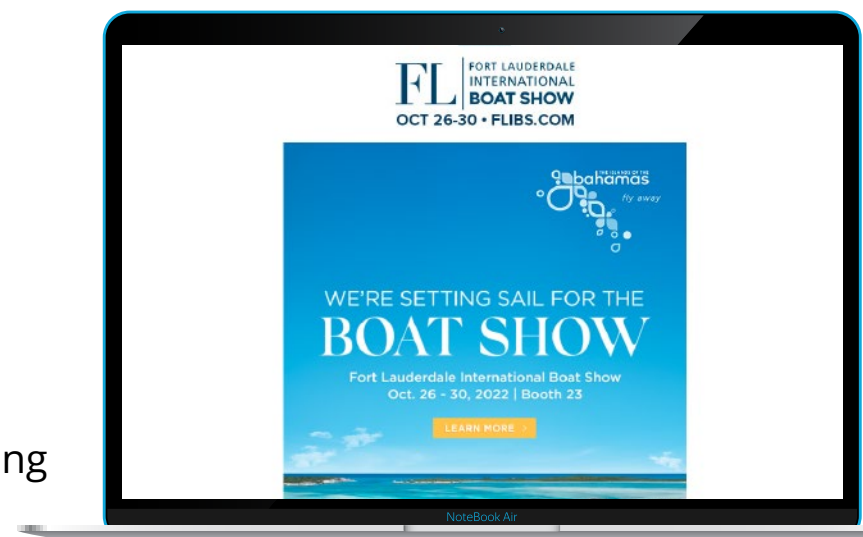 FL
FORT LAUDERDALE
INTERNATIONAL
BOAT SHOW
OCT 26-30 • FLIBS.COM
THE ISLANDS OF THE
bahamas
fly away
WE'RE SETTING SAIL FOR THE
BOAT SHOW
Fort Lauderdale International Boat Show
Oct. 26 - 30, 2022 | Booth 23
LEARN MORE >
ng
NoteBook Air